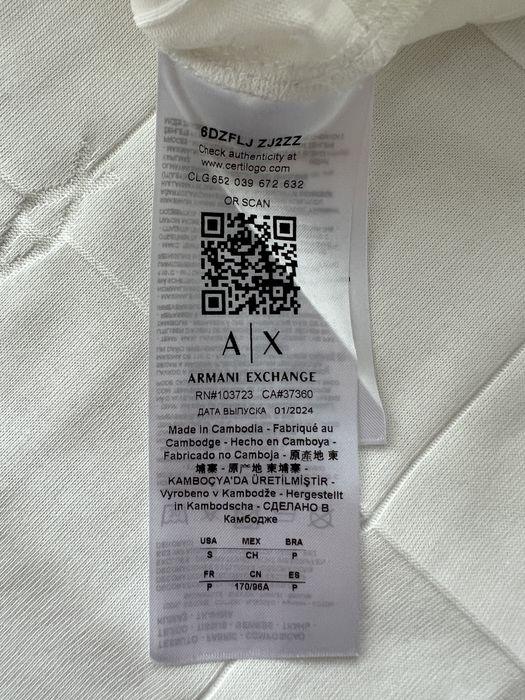 6DZFLJ ZJ2ZZ
Check authenticity at
www.certilogo.com
CLG 652 039 672 632
OR SCAN
A|X
ARMANI EXCHANGE
RN#103723 CA#37360
ДАТА ВЫПУСКА 01/2024
Made in Cambodia - Fabriqué au
Cambodge - Hecho en Camboya -
Fabricado no Camboja - 原產地 柬
埔寨 - 原产地 柬埔寨 -
KAMBOÇYA'DA ÜRETİLMİŞTİR -
Vyrobeno v Kambodže - Hergestellt
in Kambodscha - СДЕЛАНО В
Камбодже
USA MEX BRA
S CH P
FR CN ES
P 170/96A P